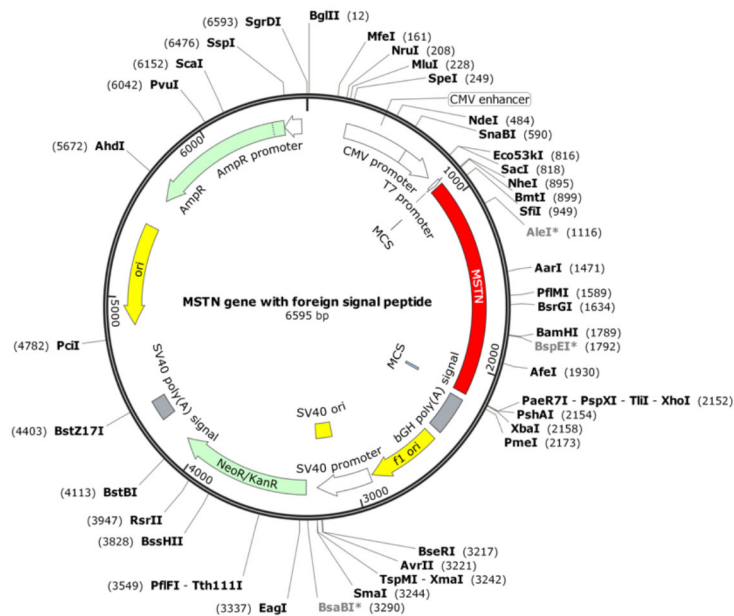 BglII (12)
MfeI (161)
NruI (208)
MluI (228)
SpeI (249)
CMV enhancer
NdeI (484)
SnaBI (590)
Eco53kI (816)
SacI (818)
NheI (895)
BmtI (899)
SfiI (949)
AleI* (1116)
AarI (1471)
PflMI (1589)
BsrGI (1634)
BamHI (1789)
BspEI* (1792)
AfeI (1930)
PaeR7I - PspXI - TliI - XhoI (2152)
PshAI (2154)
XbaI (2158)
PmeI (2173)
BseRI (3217)
AvrII (3221)
TspMI - XmaI (3242)
SmaI (3244)
BsaBI* (3290)
(3337) EagI
(3549) PflFI - Tth111I
(3828) BssHII
(3947) RsrII
(4113) BstBI
(4403) BstZ17I
(4782) PciI
(5672) AhdI
(6042) PvuI
(6152) ScaI
(6476) SspI
(6593) SgrDI
1000
2000
3000
4000
5000
6000
CMV promoter
T7 promoter
MCS
MSTN
MCS
bGH poly(A) signal
f1 ori
SV40 promoter
SV40 ori
NeoR/KanR
SV40 poly(A) signal
ori
AmpR
AmpR promoter
MSTN gene with foreign signal peptide
6595 bp